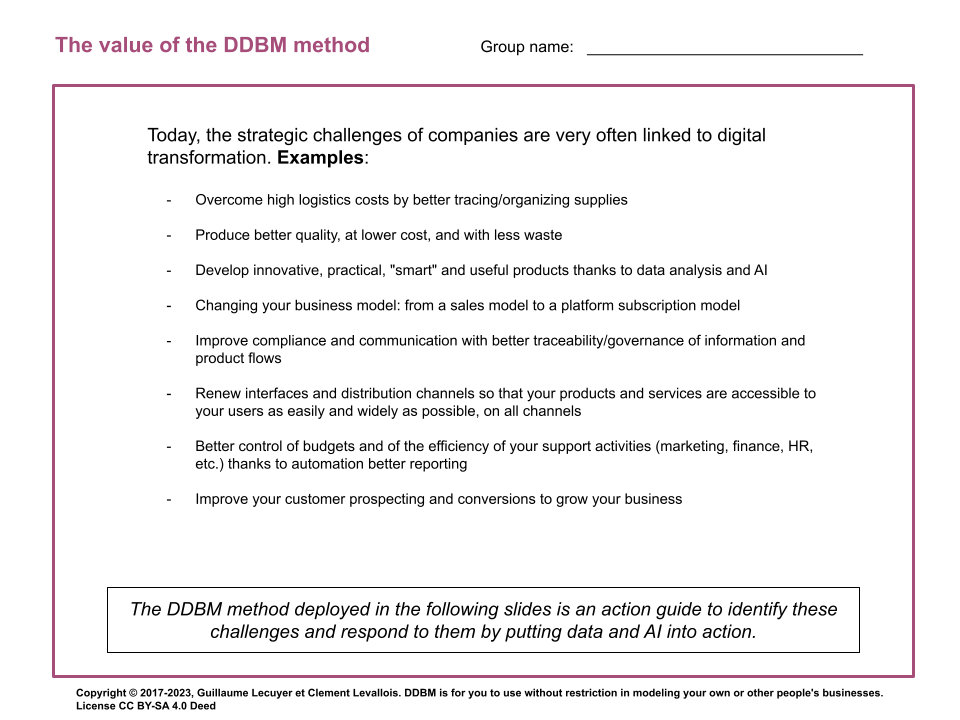 The value of the DDBM method
Group name: _______________________________
Today, the strategic challenges of companies are very often linked to digital
transformation. Examples:
- Overcome high logistics costs by better tracing/organizing supplies
- Produce better quality, at lower cost, and with less waste
- Develop innovative, practical, "smart" and useful products thanks to data analysis and AI
- Changing your business model: from a sales model to a platform subscription model
- Improve compliance and communication with better traceability/governance of information and
product flows
- Renew interfaces and distribution channels so that your products and services are accessible to
your users as easily and widely as possible, on all channels
- Better control of budgets and of the efficiency of your support activities (marketing, finance, HR,
etc.) thanks to automation better reporting
- Improve your customer prospecting and conversions to grow your business
The DDBM method deployed in the following slides is an action guide to identify these
challenges and respond to them by putting data and AI into action.
Copyright © 2017-2023, Guillaume Lecuyer et Clement Levallois. DDBM is for you to use without restriction in modeling your own or other people's businesses.
License CC BY-SA 4.0 Deed